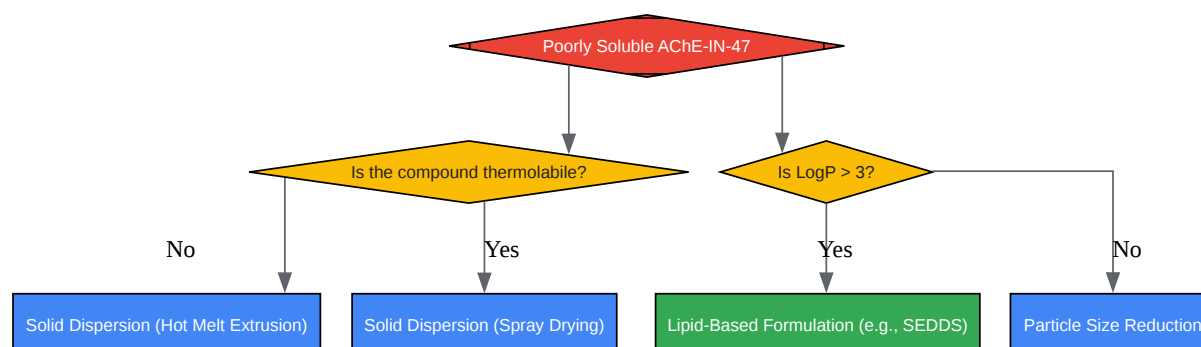 Poorly Soluble AChE-IN-47
Is the compound thermolabile?
Is LogP > 3?
No
Yes
Yes
No
Solid Dispersion (Hot Melt Extrusion)
Solid Dispersion (Spray Drying)
Lipid-Based Formulation (e.g., SEDDS)
Particle Size Reduction